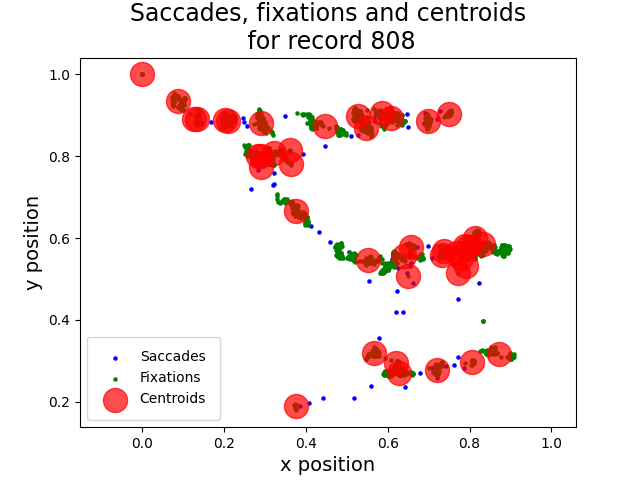 Saccades, fixations and centroids
for record 808
y position
1.0
0.8
0.6
0.4
0.2
Saccades
Fixations
Centroids
0.0
0.2
0.4
0.6
0.8
1.0
x position